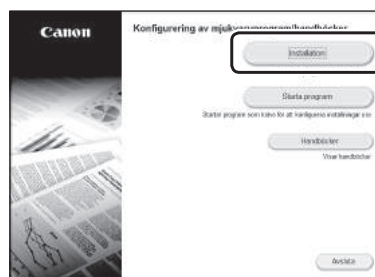 Canon
Konfigurering av mjukvaruprogram/handböcker
Installation
Starta program
Startar program som krävs för att konfigurera inställningar osv
Handböcker
Visar handböcker
Avsluta